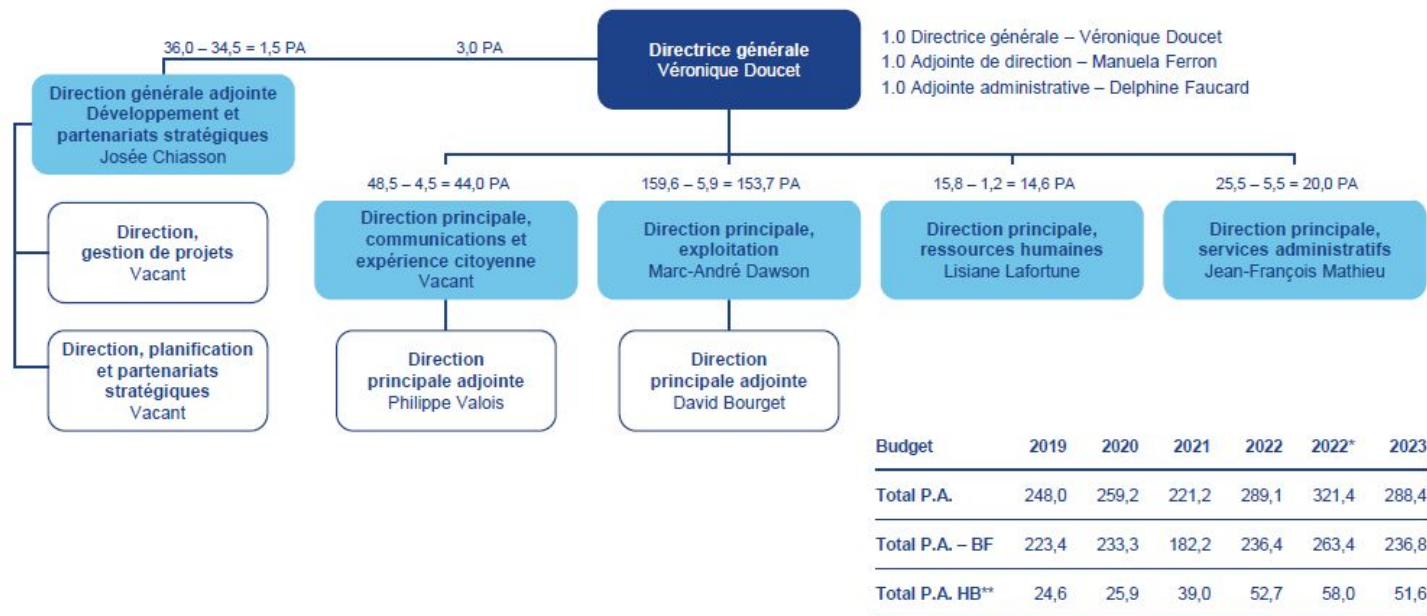 36,0 – 34,5 = 1,5 PA
3,0 PA
Directrice générale
Véronique Doucet
1.0 Directrice générale – Véronique Doucet
1.0 Adjointe de direction – Manuela Ferron
1.0 Adjointe administrative – Delphine Faucard
Direction générale adjointe
Développement et
partenariats stratégiques
Josée Chiasson
Direction,
gestion de projets
Vacant
Direction, planification
et partenariats
stratégiques
Vacant
48,5 – 4,5 = 44,0 PA
Direction principale,
communications et
expérience citoyenne
Vacant
Direction
principale adjointe
Philippe Valois
159,6 – 5,9 = 153,7 PA
Direction principale,
exploitation
Marc-André Dawson
Direction
principale adjointe
David Bourget
15,8 – 1,2 = 14,6 PA
Direction principale,
ressources humaines
Lisiane Lafortune
25,5 – 5,5 = 20,0 PA
Direction principale,
services administratifs
Jean-François Mathieu
Budget 2019 2020 2021 2022 2022* 2023
Total P.A. 248,0 259,2 221,2 289,1 321,4 288,4
Total P.A. – BF 223,4 233,3 182,2 236,4 263,4 236,8
Total P.A. HB** 24,6 25,9 39,0 52,7 58,0 51,6